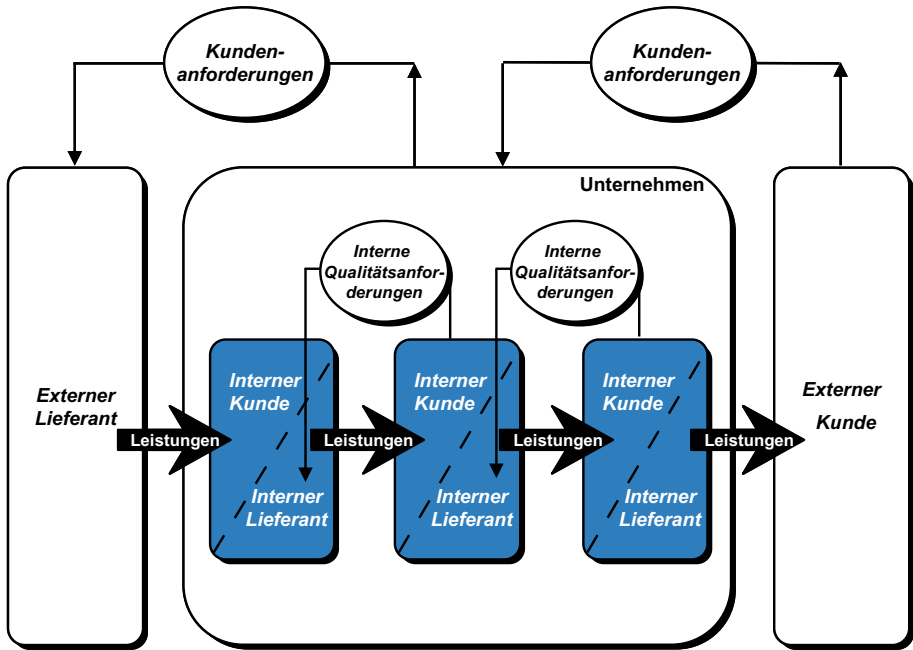 Kunden-
anforderungen
Kunden-
anforderungen
Unternehmen
Interne
Qualitätsanfor-
derungen
Interne
Qualitätsanfor-
derungen
Externer
Lieferant
Interner
Kunde
Interner
Kunde
Interner
Kunde
Externer
Kunde
Leistungen
Leistungen
Leistungen
Leistungen
Interner
Lieferant
Interner
Lieferant
Interner
Lieferant